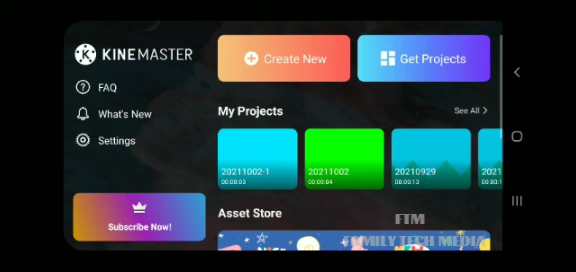 KINEMASTER
FAQ
What's New
Settings
Subscribe Now!
Create New
Get Projects
My Projects
See All
20211002-1
00:00:03
20211002
00:00:04
20210929
00:00:13
Asset Store
FTM
FAMILY TECH MEDIA